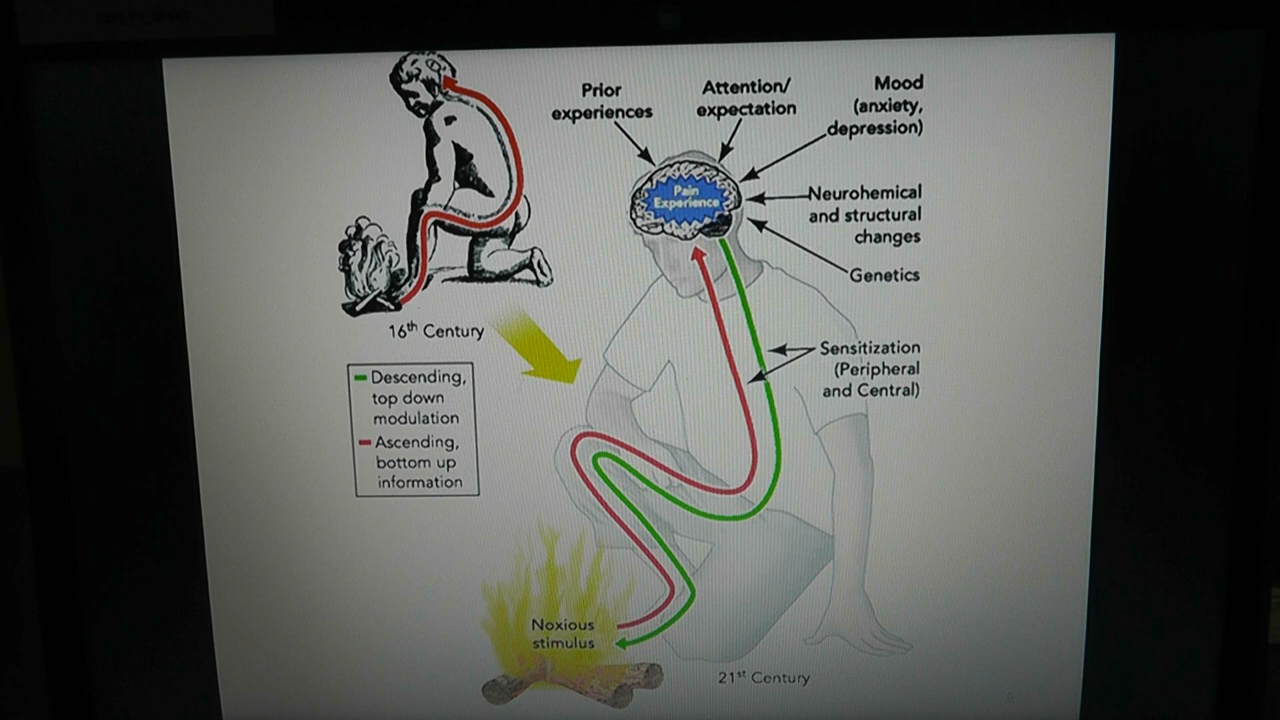 Prior
experiences
Attention/
expectation
Mood
(anxiety,
depression)
Pain
Experience
Neurohemical
and structural
changes
Genetics
16th Century
Descending,
top down
modulation
Ascending,
bottom up
information
Sensitization
(Peripheral
and Central)
Noxious
stimulus
21st Century